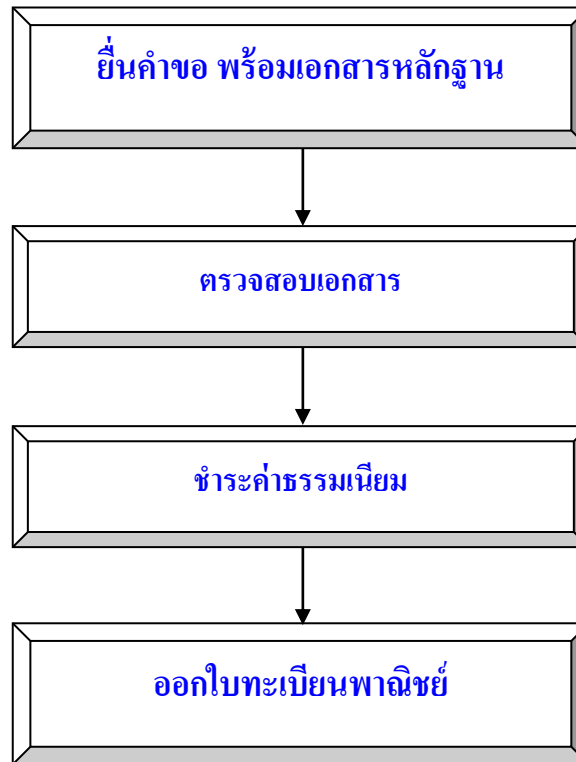 ยื่นคำขอ พร้อมเอกสารหลักฐาน
ตรวจสอบเอกสาร
ชำระค่าธรรมเนียม
ออกใบทะเบียนพาณิชย์